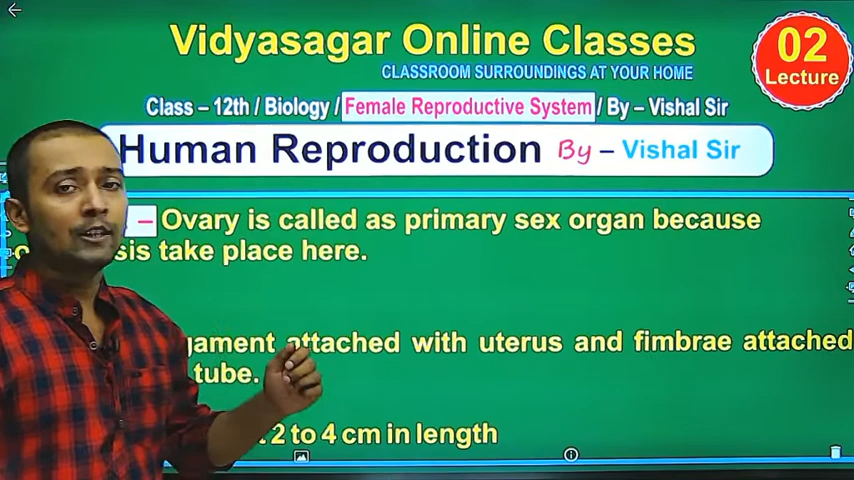 Vidyasagar Online Classes
CLASSROOM SURROUNDINGS AT YOUR HOME
02
Lecture
Class – 12th / Biology / Female Reproductive System / By – Vishal Sir
Human Reproduction By – Vishal Sir
– Ovary is called as primary sex organ because
take place here.
attached with uterus and fimbrae attached
tube.
2 to 4 cm in length